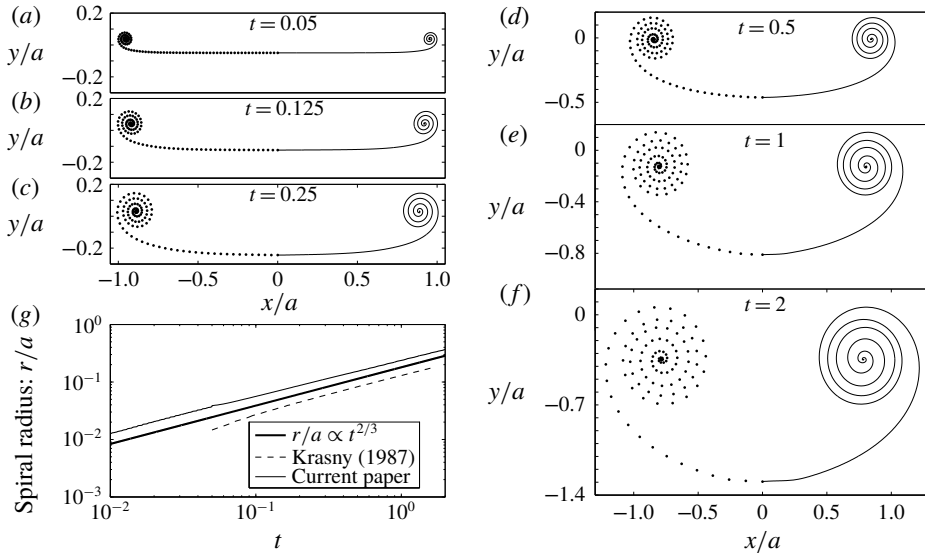 (a)
0.2
y/a
−0.2
t = 0.05
(b)
0.2
y/a
−0.2
t = 0.125
(c)
0.2
y/a
−0.2
t = 0.25
−1.0 −0.5 0 0.5 1.0
x/a
(d)
0
y/a
−0.5
t = 0.5
(e)
0
y/a
−0.4
−0.8
t = 1
(f)
0
y/a
−0.7
−1.4
t = 2
−1.0 −0.5 0 0.5 1.0
x/a
(g)
Spiral radius: r/a
10^0
10^−1
10^−2
10^−3
r/a ∝ t^2/3
Krasny (1987)
Current paper
10^−2 10^−1 10^0
t